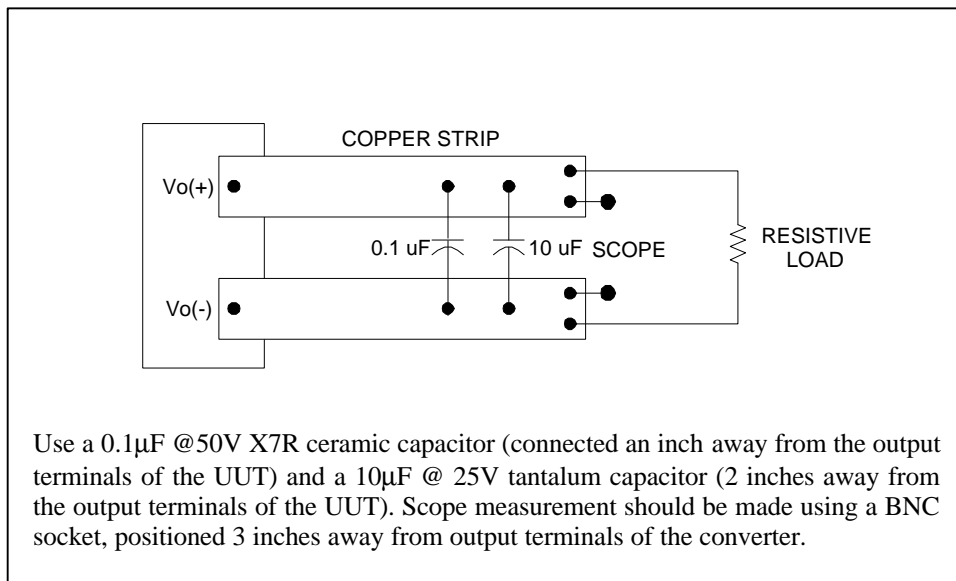 COPPER STRIP
Vo(+)
0.1 uF
10 uF
SCOPE
RESISTIVE
LOAD
Vo(-)
Use a 0.1µF @50V X7R ceramic capacitor (connected an inch away from the output
terminals of the UUT) and a 10µF @ 25V tantalum capacitor (2 inches away from
the output terminals of the UUT). Scope measurement should be made using a BNC
socket, positioned 3 inches away from output terminals of the converter.